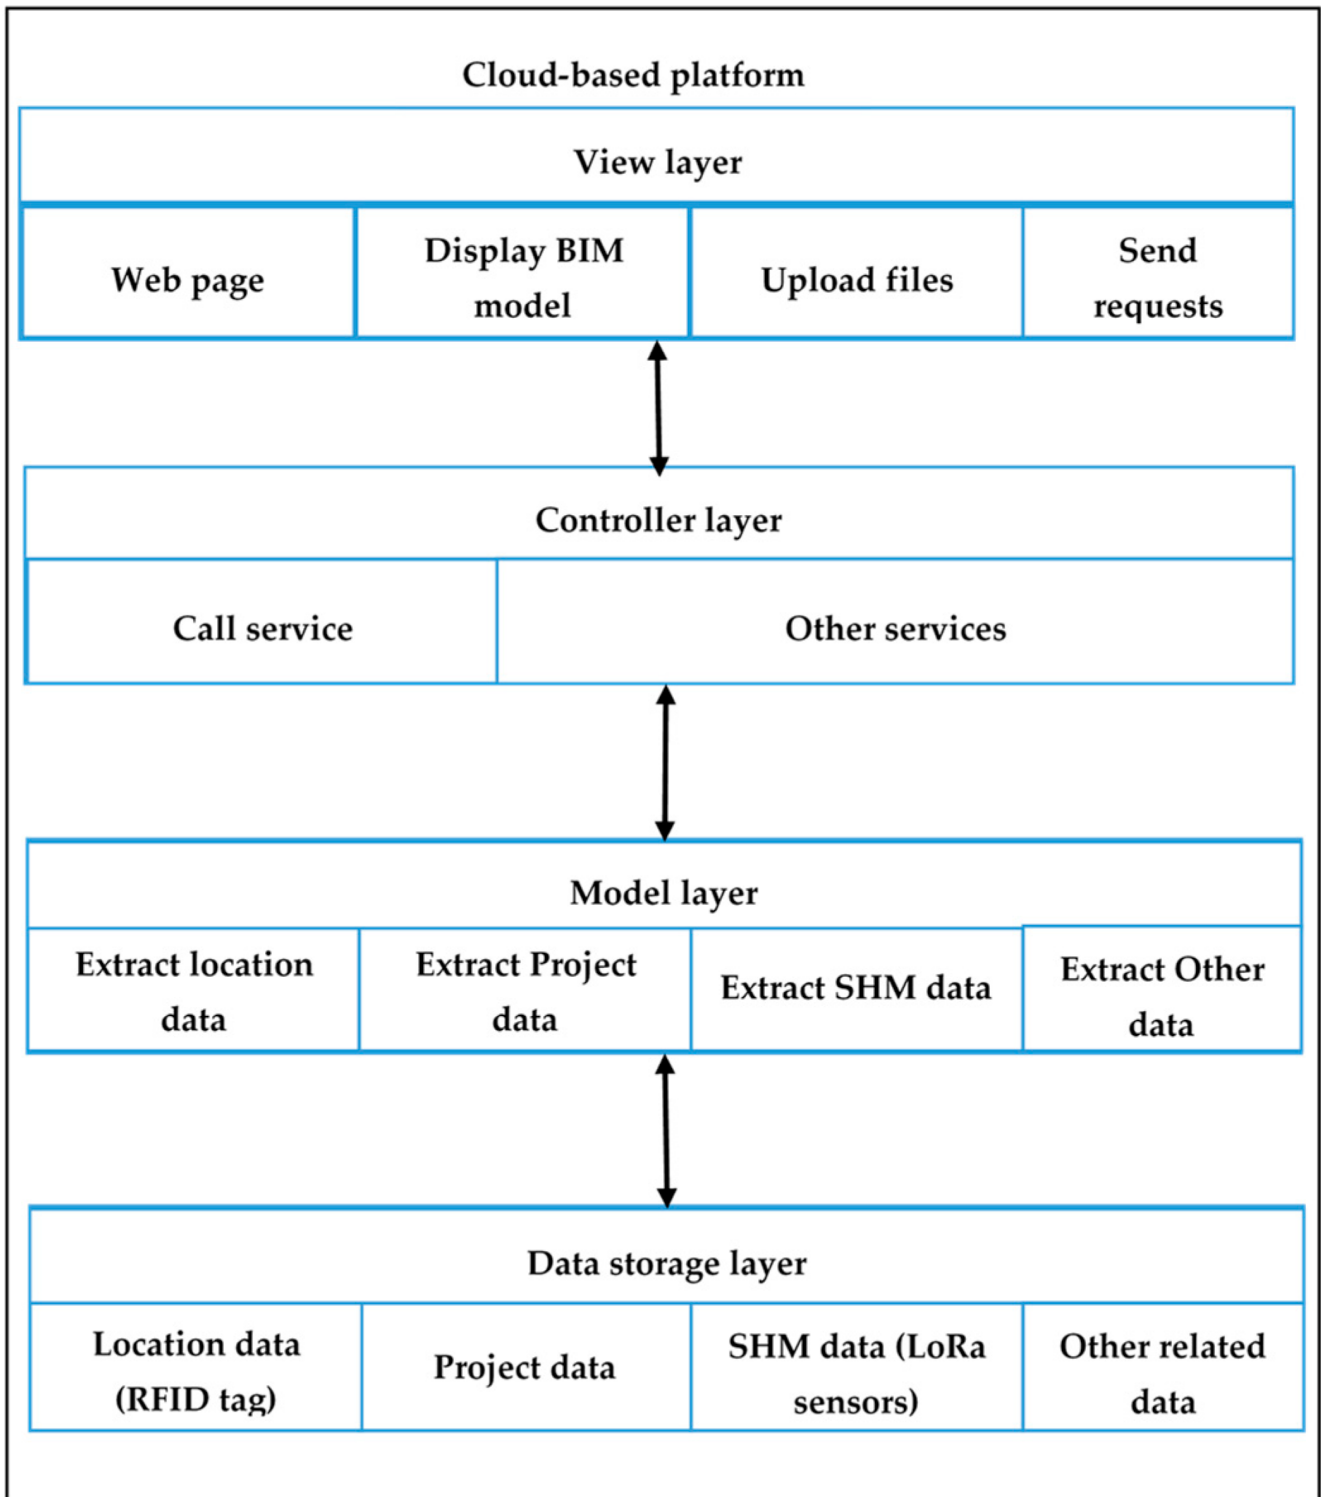 Cloud-based platform
View layer
Web page
Display BIM
model
Upload files
Send
requests
Controller layer
Call service
Other services
Model layer
Extract location
data
Extract Project
data
Extract SHM data
Extract Other
data
Data storage layer
Location data
(RFID tag)
Project data
SHM data (LoRa
sensors)
Other related
data